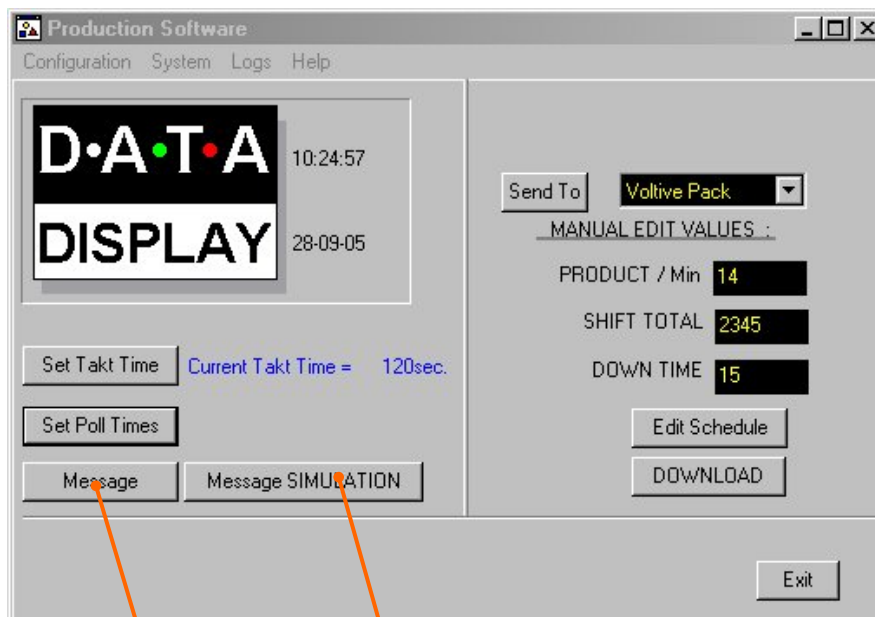 Production Software
Configuration System Logs Help
D•A•T•A
DISPLAY
10:24:57
28-09-05
Set Takt Time Current Takt Time = 120sec.
Set Poll Times
Message Message SIMULATION
Send To Voltive Pack
MANUAL EDIT VALUES :
PRODUCT / Min 14
SHIFT TOTAL 2345
DOWN TIME 15
Edit Schedule
DOWNLOAD
Exit